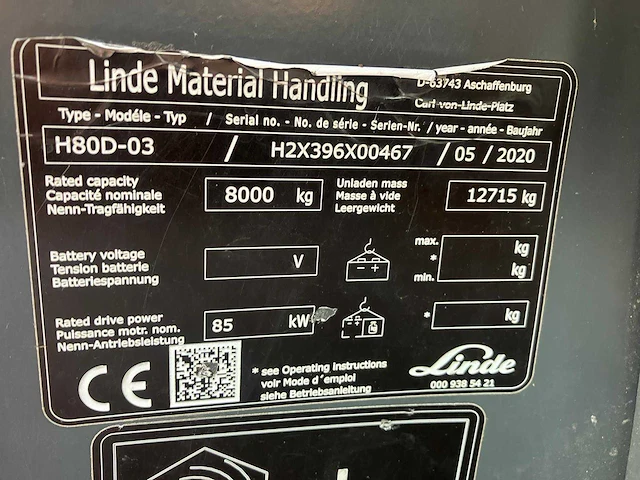 Linde Material Handling
D-63743 Aschaffenburg
Carl-von-Linde-Platz
Type - Modéle - Typ / Serial no. - No. de série - Serien-Nr. / year - année - Baujahr
H80D-03 / H2X396X00467 / 05 / 2020
Rated capacity
Capacité nominale
Nenn-Tragfähigkeit
8000 kg
Unladen mass
Masse à vide
Leergewicht
12715 kg
Battery voltage
Tension batterie
Batteriespannung
V
- +
max. kg
*
min. kg
Rated drive power
Puissance motr. nom.
Nenn-Antriebsleistung
85 kW
- +
* kg
CE
* see Operating instructions
voir Mode d'emploi
siehe Betriebsanleitung
Linde
000 938 54 21